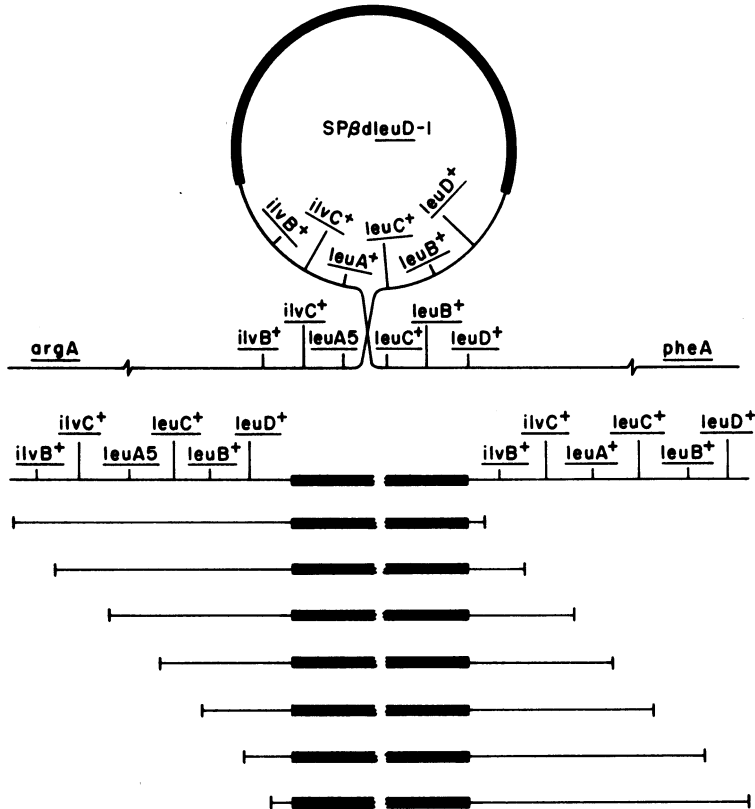 SPβdleuD-1
ilvB+ ilvC+ leuA+ leuC+ leuB+ leuD+
ilvC+ leuB+
argA ilvB+ leuA5 leuC+ leuD+ pheA
ilvC+ leuC+ leuD+ ilvC+ leuC+ leuD+
ilvB+ leuA5 leuB+ ilvB+ leuA+ leuB+